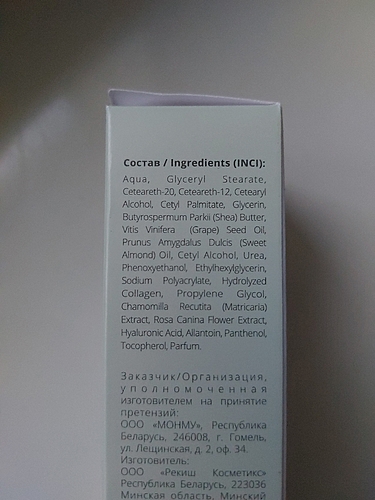 Состав / Ingredients (INCI):
Aqua, Glyceryl Stearate,
Ceteareth-20, Ceteareth-12, Cetearyl
Alcohol, Cetyl Palmitate, Glycerin,
Butyrospermum Parkii (Shea) Butter,
Vitis Vinifera (Grape) Seed Oil,
Prunus Amygdalus Dulcis (Sweet
Almond) Oil, Cetyl Alcohol, Urea,
Phenoxyethanol, Ethylhexylglycerin,
Sodium Polyacrylate, Hydrolyzed
Collagen, Propylene Glycol,
Chamomilla Recutita (Matricaria)
Extract, Rosa Canina Flower Extract,
Hyaluronic Acid, Allantoin, Panthenol,
Tocopherol, Parfum.
Заказчик/Организация,
уполномоченная
изготовителем на принятие
претензий:
ООО «МОНМУ», Республика
Беларусь, 246008, г. Гомель,
ул. Лещинская, д. 2, оф. 34.
Изготовитель:
ООО «Рекиш Косметикс»
Республика Беларусь, 223036
Минская область, Минский